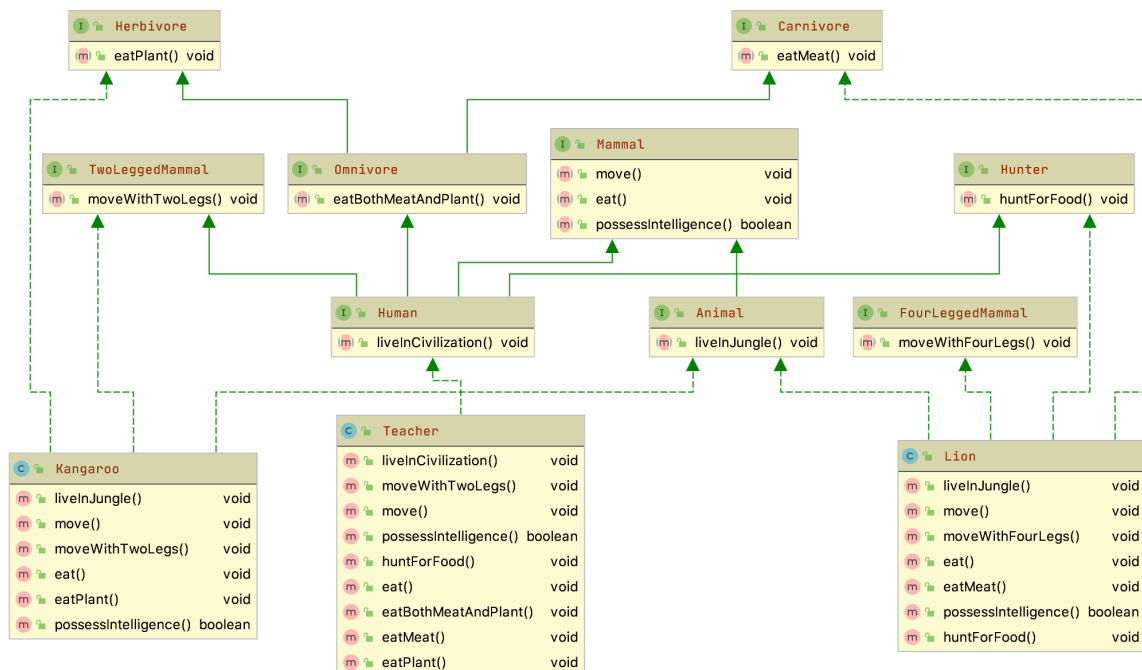 I Herbivore
m eatPlant() void
I Carnivore
m eatMeat() void
I TwoLeggedMammal
m moveWithTwoLegs() void
I Omnivore
m eatBothMeatAndPlant() void
I Mammal
m move() void
m eat() void
m possessIntelligence() boolean
I Hunter
m huntForFood() void
I Human
m liveInCivilization() void
I Animal
m liveInJungle() void
I FourLeggedMammal
m moveWithFourLegs() void
C Kangaroo
m liveInJungle() void
m move() void
m moveWithTwoLegs() void
m eat() void
m eatPlant() void
m possessIntelligence() boolean
C Teacher
m liveInCivilization() void
m moveWithTwoLegs() void
m move() void
m possessIntelligence() boolean
m huntForFood() void
m eat() void
m eatBothMeatAndPlant() void
m eatMeat() void
m eatPlant() void
C Lion
m liveInJungle() void
m move() void
m moveWithFourLegs() void
m eat() void
m eatMeat() void
m possessIntelligence() boolean
m huntForFood() void